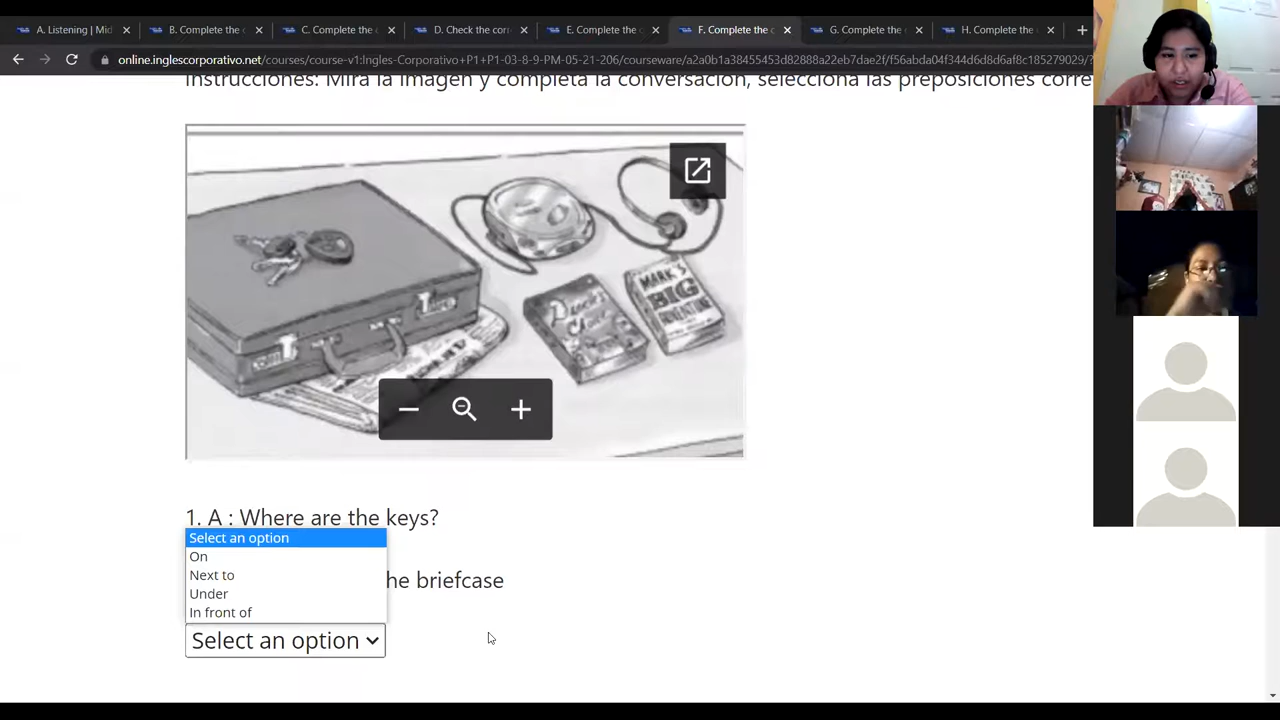 A. Listening | Mid
B. Complete the c
C. Complete the c
D. Check the corr
E. Complete the c
F. Complete the c
G. Complete the c
H. Complete the c
online.inglescorporativo.net/courses/course-v1:Ingles-Corporativo+P1+P1-03-8-9-PM-05-21-206/courseware/a2a0b1a38455453d82888a22eb7dae2f/f56abda04f344d6d8d6af8c185279029/?
Instrucciones: Mira la imagen y completa la conversación, selecciona las preposiciones corre
MARK'S
BIG
1. A : Where are the keys?
Select an option
On
Next to
Under
In front of
he briefcase
Select an option